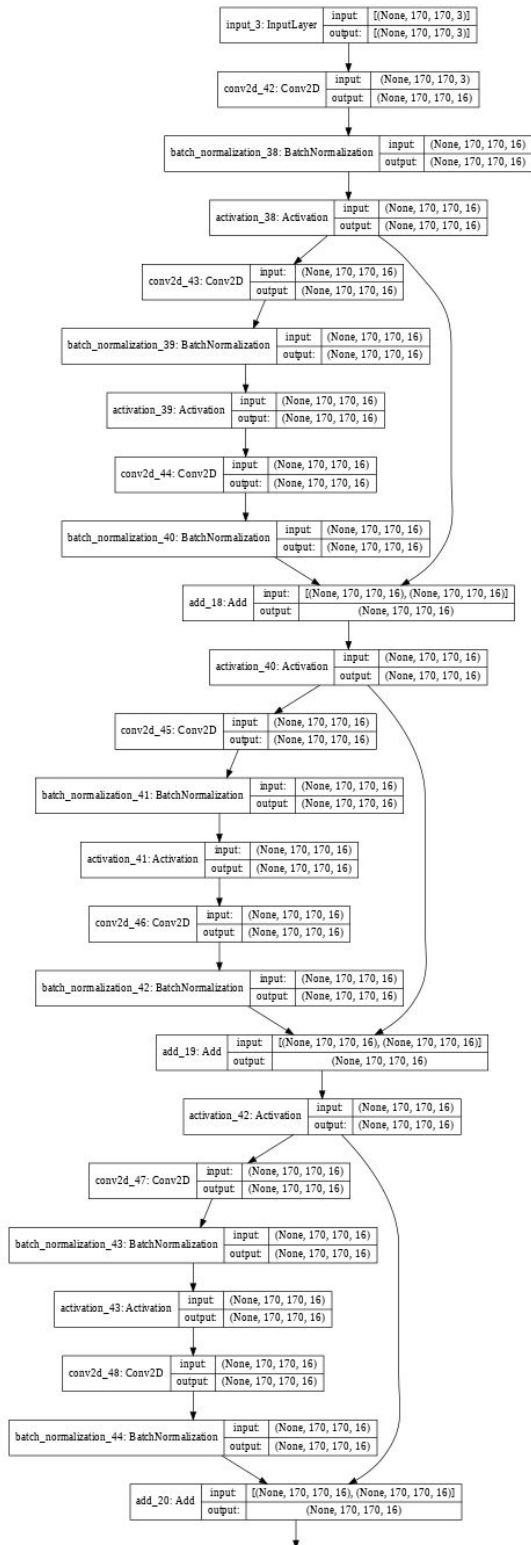 input_3: InputLayer input: [(None, 170, 170, 3)]
output: [(None, 170, 170, 3)]
conv2d_42: Conv2D input: (None, 170, 170, 3)
output: (None, 170, 170, 16)
batch_normalization_38: BatchNormalization input: (None, 170, 170, 16)
output: (None, 170, 170, 16)
activation_38: Activation input: (None, 170, 170, 16)
output: (None, 170, 170, 16)
conv2d_43: Conv2D input: (None, 170, 170, 16)
output: (None, 170, 170, 16)
batch_normalization_39: BatchNormalization input: (None, 170, 170, 16)
output: (None, 170, 170, 16)
activation_39: Activation input: (None, 170, 170, 16)
output: (None, 170, 170, 16)
conv2d_44: Conv2D input: (None, 170, 170, 16)
output: (None, 170, 170, 16)
batch_normalization_40: BatchNormalization input: (None, 170, 170, 16)
output: (None, 170, 170, 16)
add_18: Add input: [(None, 170, 170, 16), (None, 170, 170, 16)]
output: (None, 170, 170, 16)
activation_40: Activation input: (None, 170, 170, 16)
output: (None, 170, 170, 16)
conv2d_45: Conv2D input: (None, 170, 170, 16)
output: (None, 170, 170, 16)
batch_normalization_41: BatchNormalization input: (None, 170, 170, 16)
output: (None, 170, 170, 16)
activation_41: Activation input: (None, 170, 170, 16)
output: (None, 170, 170, 16)
conv2d_46: Conv2D input: (None, 170, 170, 16)
output: (None, 170, 170, 16)
batch_normalization_42: BatchNormalization input: (None, 170, 170, 16)
output: (None, 170, 170, 16)
add_19: Add input: [(None, 170, 170, 16), (None, 170, 170, 16)]
output: (None, 170, 170, 16)
activation_42: Activation input: (None, 170, 170, 16)
output: (None, 170, 170, 16)
conv2d_47: Conv2D input: (None, 170, 170, 16)
output: (None, 170, 170, 16)
batch_normalization_43: BatchNormalization input: (None, 170, 170, 16)
output: (None, 170, 170, 16)
activation_43: Activation input: (None, 170, 170, 16)
output: (None, 170, 170, 16)
conv2d_48: Conv2D input: (None, 170, 170, 16)
output: (None, 170, 170, 16)
batch_normalization_44: BatchNormalization input: (None, 170, 170, 16)
output: (None, 170, 170, 16)
add_20: Add input: [(None, 170, 170, 16), (None, 170, 170, 16)]
output: (None, 170, 170, 16)